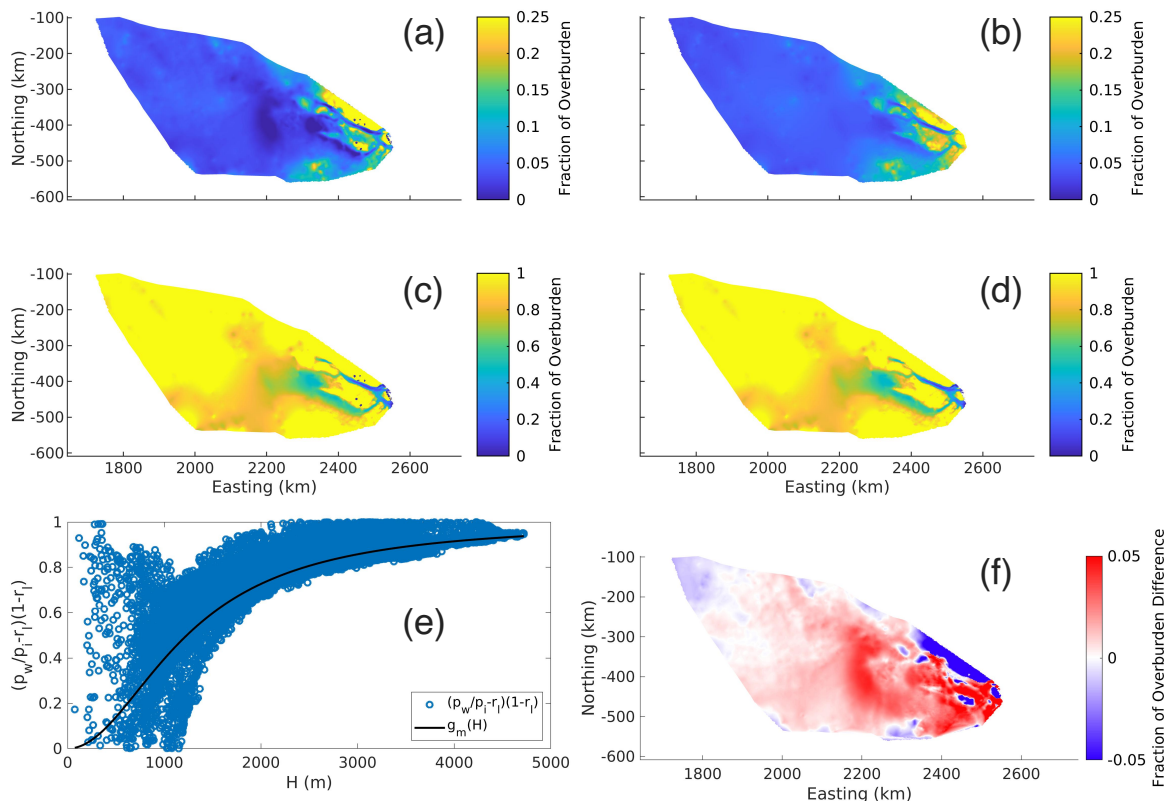 (a)
-100
-200
-300
-400
-500
-600
Northing (km)
0.25
0.2
0.15
0.1
0.05
0
Fraction of Overburden
(b)
0.25
0.2
0.15
0.1
0.05
0
Fraction of Overburden
(c)
-100
-200
-300
-400
-500
-600
Northing (km)
1800 2000 2200 2400 2600
Easting (km)
1
0.8
0.6
0.4
0.2
0
Fraction of Overburden
(d)
1800 2000 2200 2400 2600
Easting (km)
1
0.8
0.6
0.4
0.2
0
Fraction of Overburden
(e)
1
0.8
0.6
0.4
0.2
0
(p_w/p_i-r_l)(1-r_l)
0 1000 2000 3000 4000 5000
H (m)
(p_w/p_i-r_l)(1-r_l)
g_m(H)
(f)
-100
-200
-300
-400
-500
-600
Northing (km)
1800 2000 2200 2400 2600
Easting (km)
0.05
0
-0.05
Fraction of Overburden Difference